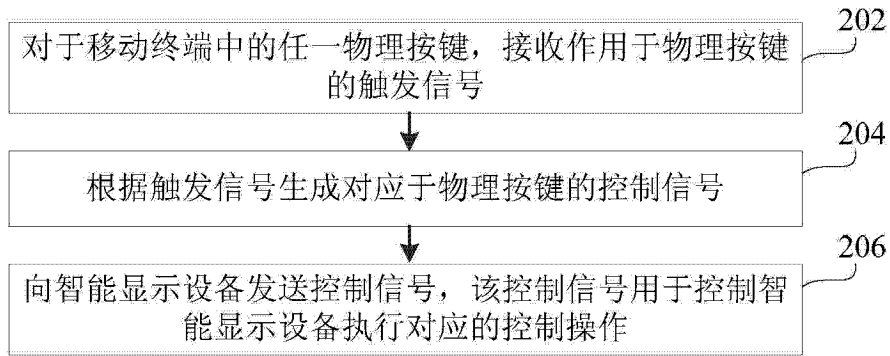 对于移动终端中的任一物理按键，接收作用于物理按键
的触发信号
202
根据触发信号生成对应于物理按键的控制信号
204
向智能显示设备发送控制信号，该控制信号用于控制智
能显示设备执行对应的控制操作
206